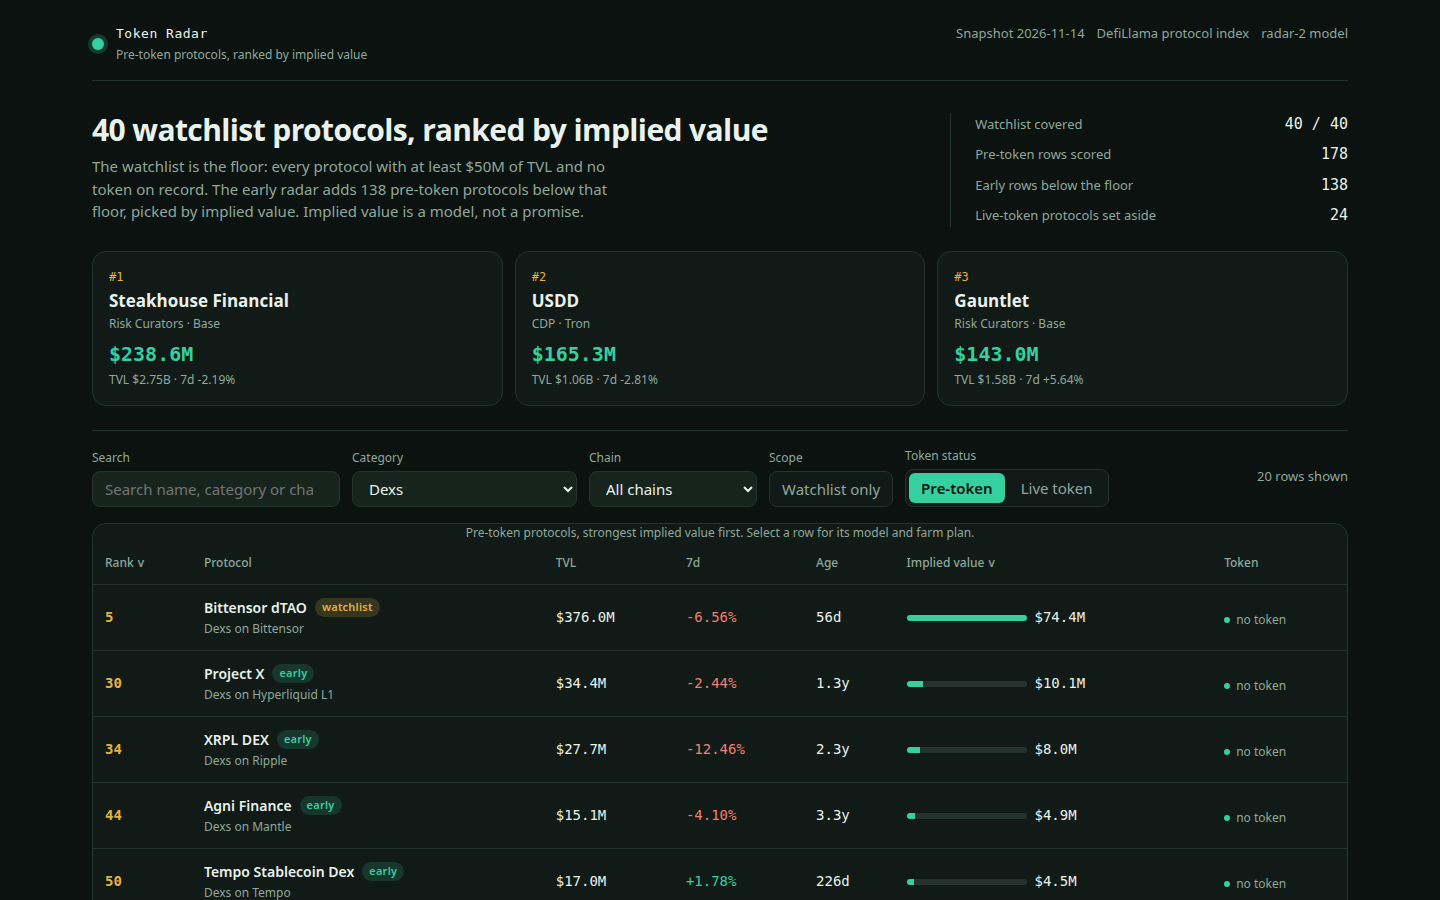 Token Radar
Pre-token protocols, ranked by implied value
Snapshot 2026-11-14 DefiLlama protocol index radar-2 model
40 watchlist protocols, ranked by implied value
The watchlist is the floor: every protocol with at least $50M of TVL and no
token on record. The early radar adds 138 pre-token protocols below that
floor, picked by implied value. Implied value is a model, not a promise.
Watchlist covered 40 / 40
Pre-token rows scored 178
Early rows below the floor 138
Live-token protocols set aside 24
#1
Steakhouse Financial
Risk Curators · Base
$238.6M
TVL $2.75B · 7d -2.19%
#2
USDD
CDP · Tron
$165.3M
TVL $1.06B · 7d -2.81%
#3
Gauntlet
Risk Curators · Base
$143.0M
TVL $1.58B · 7d +5.64%
Search
Search name, category or cha
Category
Dexs
Chain
All chains
Scope
Watchlist only
Token status
Pre-token Live token
20 rows shown
Pre-token protocols, strongest implied value first. Select a row for its model and farm plan.
Rank v Protocol TVL 7d Age Implied value v Token
5 Bittensor dTAO watchlist $376.0M -6.56% 56d $74.4M no token
Dexs on Bittensor
30 Project X early $34.4M -2.44% 1.3y $10.1M no token
Dexs on Hyperliquid L1
34 XRPL DEX early $27.7M -12.46% 2.3y $8.0M no token
Dexs on Ripple
44 Agni Finance early $15.1M -4.10% 3.3y $4.9M no token
Dexs on Mantle
50 Tempo Stablecoin Dex early $17.0M +1.78% 226d $4.5M no token
Dexs on Tempo